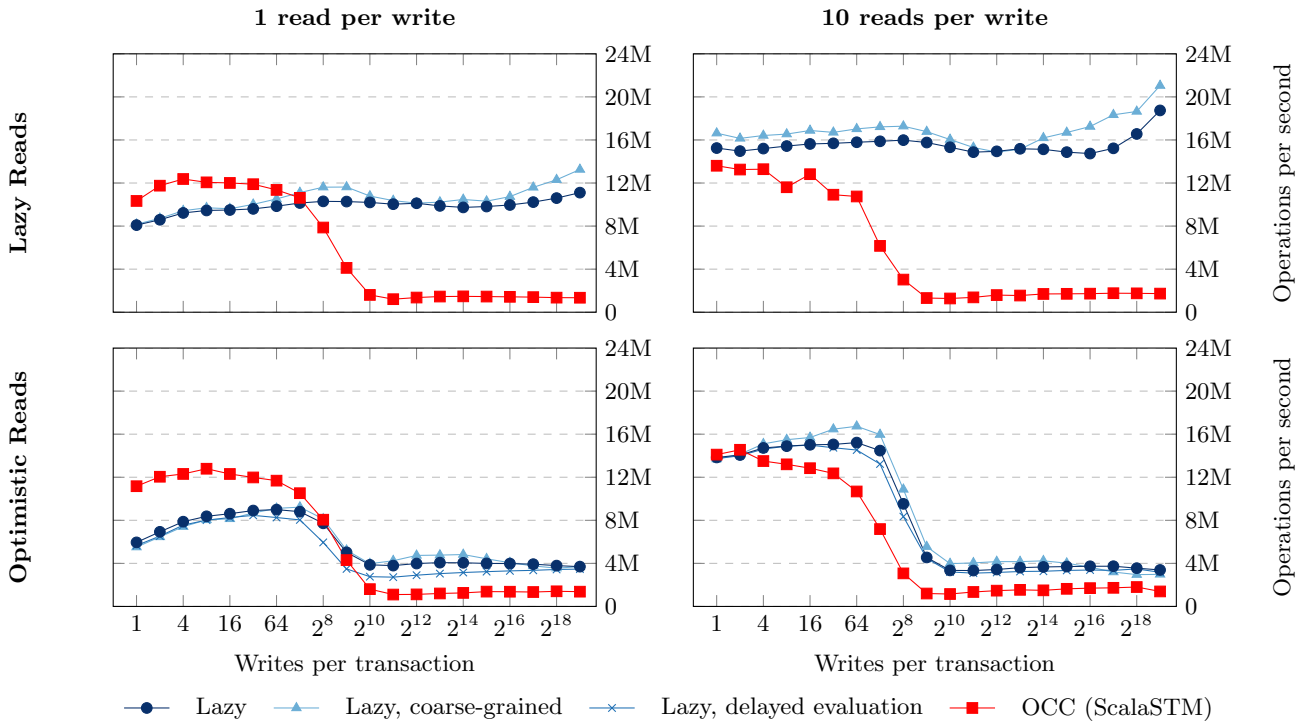 1 read per write
10 reads per write
Lazy Reads
24M
20M
16M
12M
8M
4M
0
24M
20M
16M
12M
8M
4M
0
Operations per second
Optimistic Reads
24M
20M
16M
12M
8M
4M
0
24M
20M
16M
12M
8M
4M
0
Operations per second
1 4 16 64 2^8 2^10 2^12 2^14 2^16 2^18
1 4 16 64 2^8 2^10 2^12 2^14 2^16 2^18
Writes per transaction
Writes per transaction
Lazy Lazy, coarse-grained Lazy, delayed evaluation OCC (ScalaSTM)